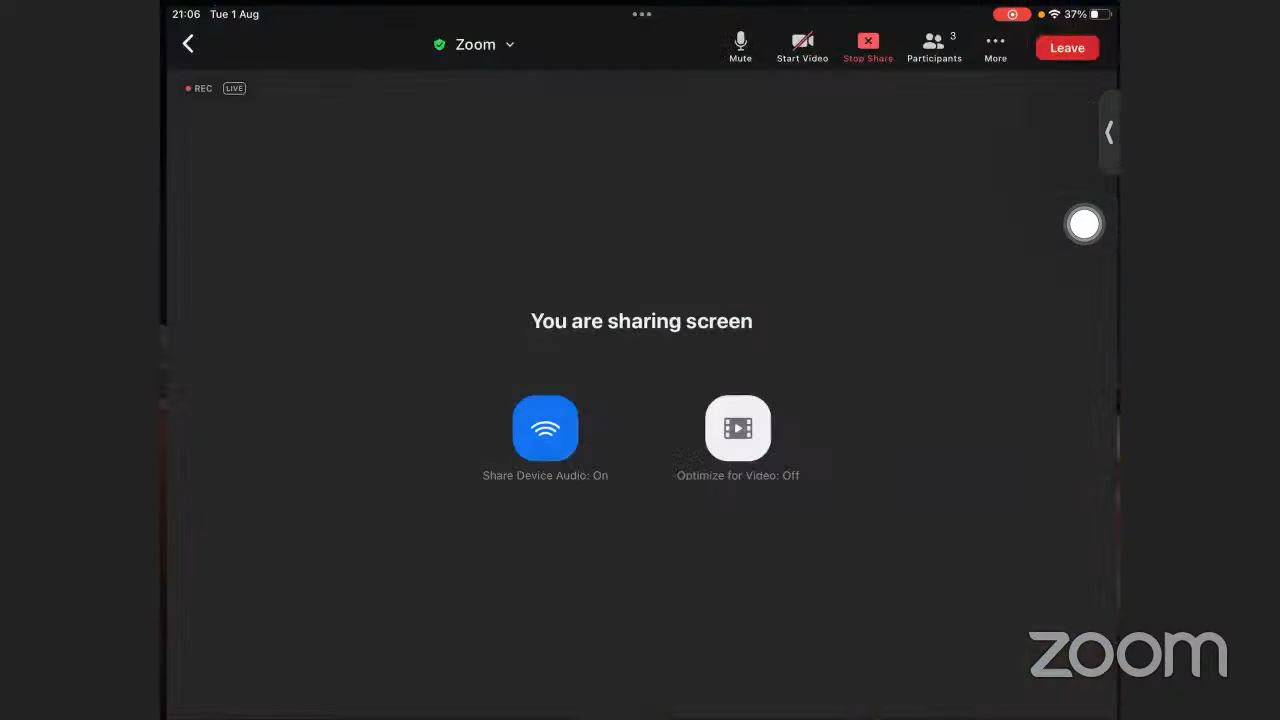 21:06 Tue 1 Aug
37%
Zoom
Mute
Start Video
Stop Share
Participants
3
More
Leave
REC
LIVE
You are sharing screen
Share Device Audio: On
Optimize for Video: Off
zoom